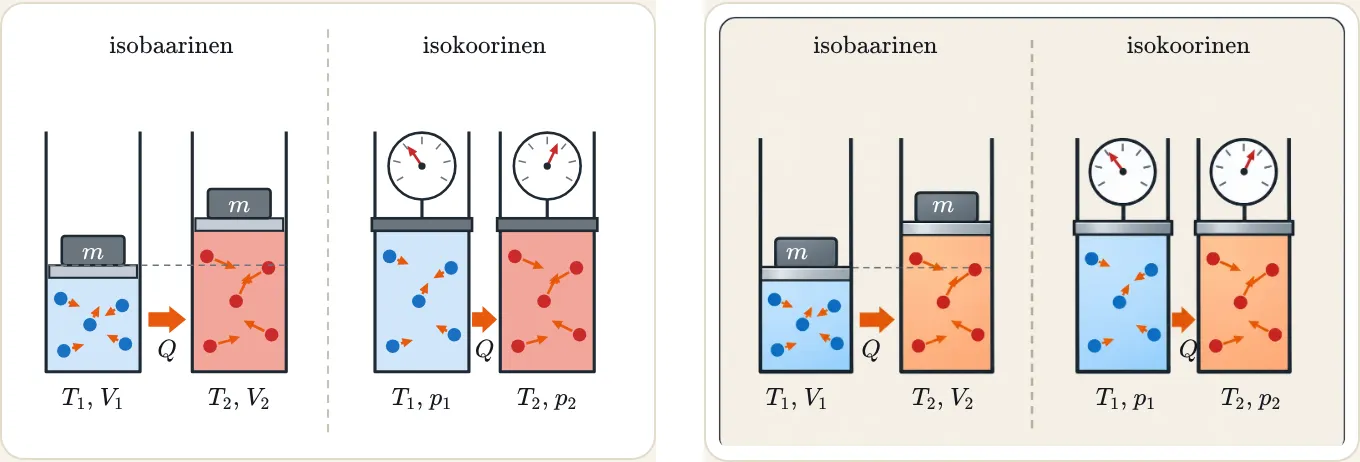 isobaarinen
isokoorinen
m
m
Q
Q
T₁, V₁
T₂, V₂
T₁, p₁
T₂, p₂
isobaarinen
isokoorinen
m
m
Q
Q
T₁, V₁
T₂, V₂
T₁, p₁
T₂, p₂